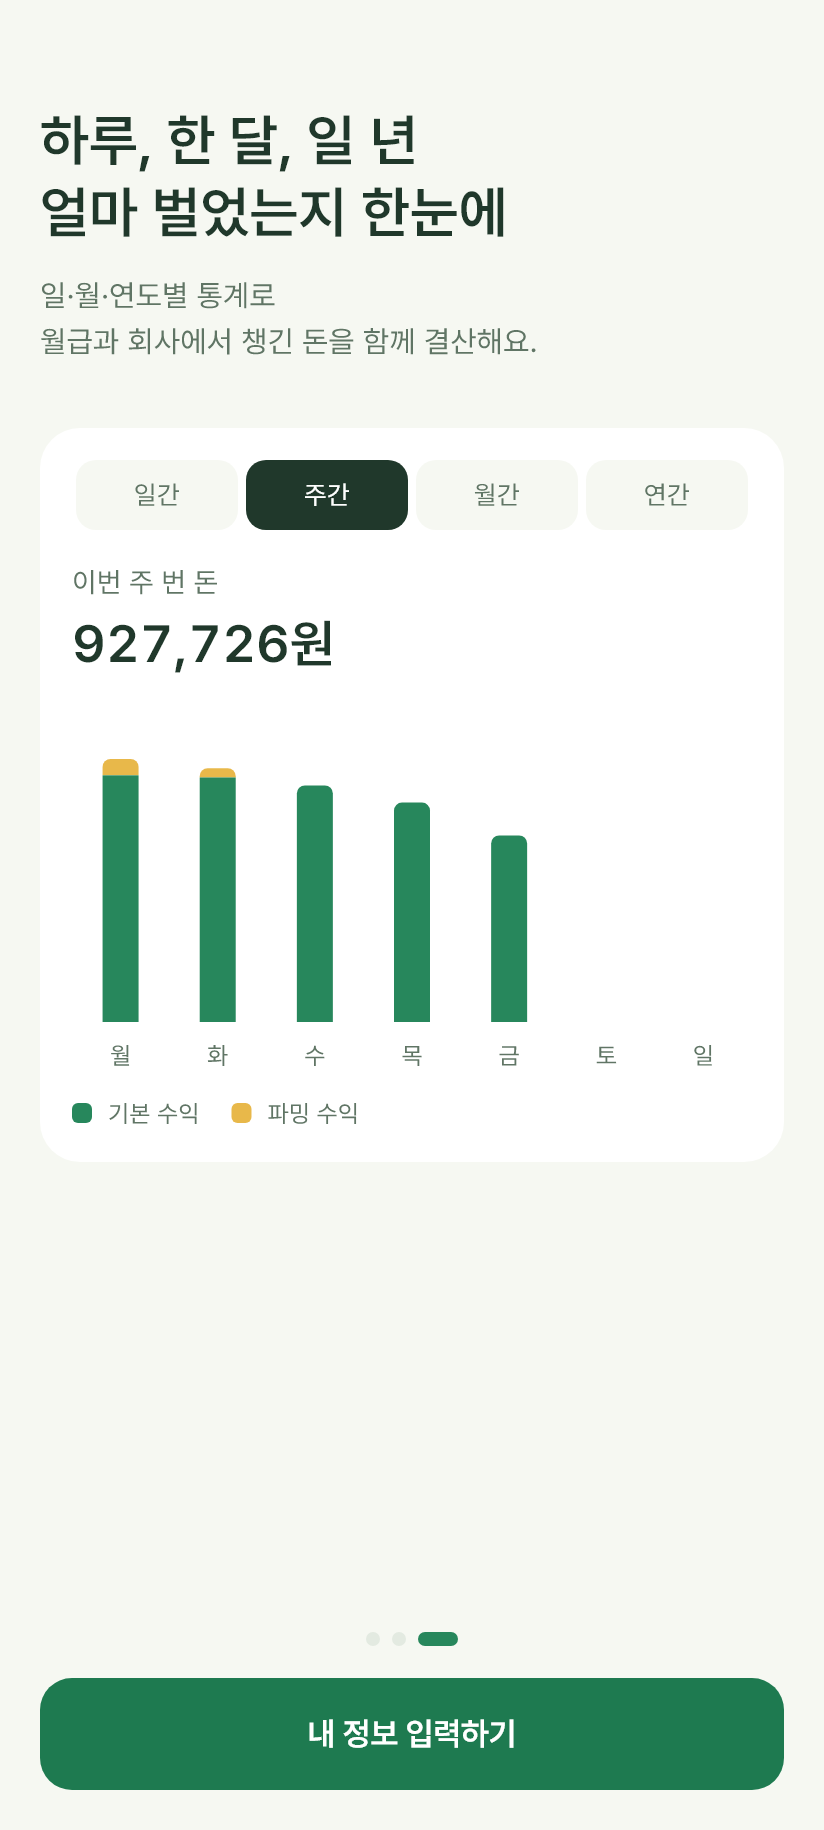 하루, 한 달, 일 년
얼마 벌었는지 한눈에
일·월·연도별 통계로
월급과 회사에서 챙긴 돈을 함께 결산해요.
일간 주간 월간 연간
이번 주 번 돈
927,726원
월 화 수 목 금 토 일
기본 수익 파밍 수익
내 정보 입력하기